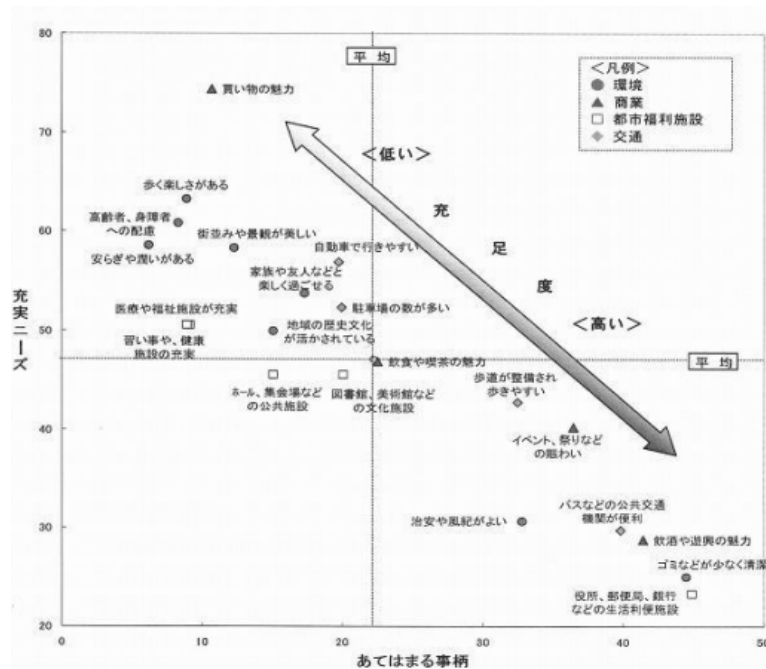 80
70
60
50
40
30
20
0
10
20
30
40
50
充実ニーズ
あてはまる事柄
平均
平均
<凡例>
環境
商業
都市福利施設
交通
<低い>
充足度
<高い>
買い物の魅力
歩く楽しさがある
高齢者、身障者
への配慮
安らぎや潤いがある
街並みや景観が美しい
自動車で行きやすい
家族や友人などと
楽しく過ごせる
駐車場の数が多い
医療や福祉施設が充実
習い事や、健康
施設の充実
地域の歴史文化
が活かされている
飲食や喫茶の魅力
ホール、集会場など
の公共施設
図書館、美術館など
の文化施設
歩道が整備され
歩きやすい
イベント、祭りなど
の賑わい
治安や風紀がよい
バスなどの公共交通
機関が便利
飲酒や遊興の魅力
ゴミなどが少なく清潔
役所、郵便局、銀行
などの生活利便施設